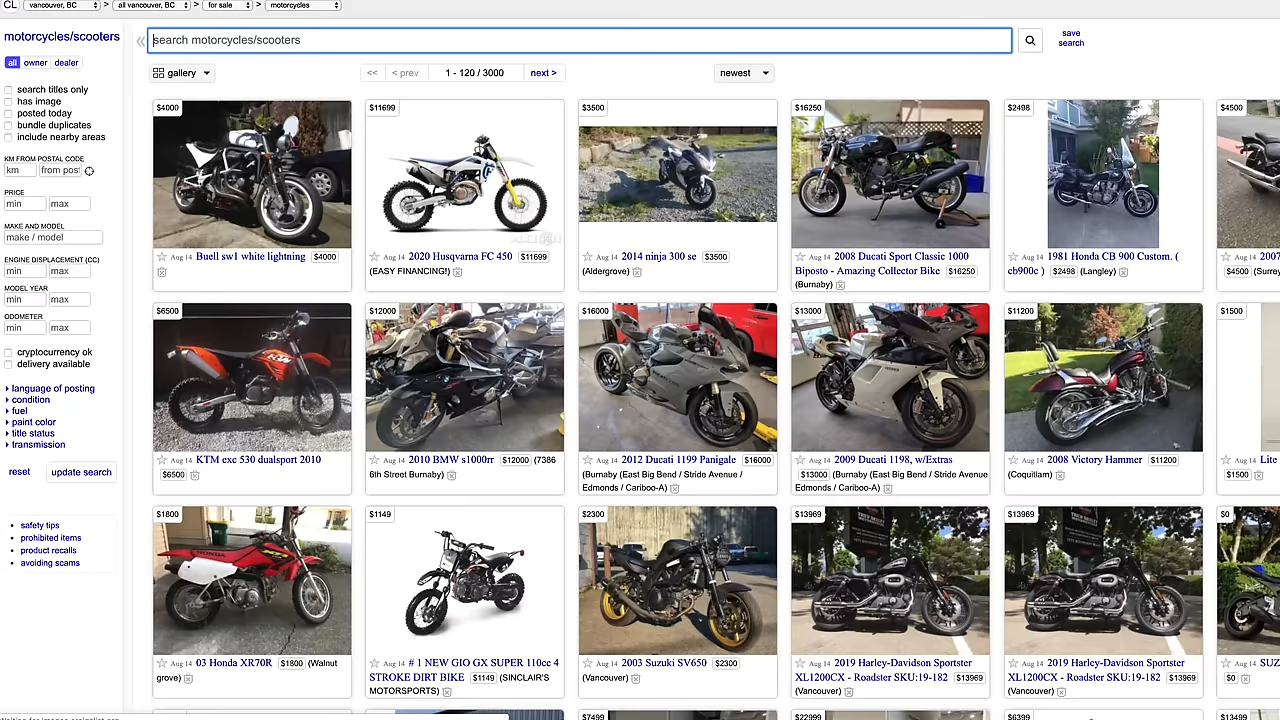 CL vancouver, BC > all vancouver, BC > for sale > motorcycles
motorcycles/scooters
all owner dealer
search titles only
has image
posted today
bundle duplicates
include nearby areas
KM FROM POSTAL CODE
km from pos
PRICE
min max
MAKE AND MODEL
make / model
ENGINE DISPLACEMENT (CC)
min max
MODEL YEAR
min max
ODOMETER
min max
cryptocurrency ok
delivery available
language of posting
condition
fuel
paint color
title status
transmission
reset update search
safety tips
prohibited items
product recalls
avoiding scams
search motorcycles/scooters
save
search
gallery
<< < prev 1 - 120 / 3000 next >
newest
$4000
Aug 14 Buell sw1 white lightning $4000
$11699
Aug 14 2020 Husqvarna FC 450 $11699
(EASY FINANCING!)
$3500
Aug 14 2014 ninja 300 se $3500
(Aldergrove)
$16250
Aug 14 2008 Ducati Sport Classic 1000
Biposto - Amazing Collector Bike $16250
(Burnaby)
$2498
Aug 14 1981 Honda CB 900 Custom. (
cb900c ) $2498 (Langley)
$4500
Aug 14 2007
$4500 (Surre
$6500
Aug 14 KTM exc 530 dualsport 2010
$6500
$12000
Aug 14 2010 BMW s1000rr $12000 (7386
6th Street Burnaby)
$16000
Aug 14 2012 Ducati 1199 Panigale $16000
(Burnaby (East Big Bend / Stride Avenue /
Edmonds / Cariboo-A)
$13000
Aug 14 2009 Ducati 1198, w/Extras
$13000 (Burnaby (East Big Bend / Stride Avenue
Edmonds / Cariboo-A)
$11200
Aug 14 2008 Victory Hammer $11200
(Coquitlam)
$1500
Aug 14 Lite
$1500
$1800
HONDA
Aug 14 03 Honda XR70R $1800 (Walnut
grove)
$1149
Aug 14 # 1 NEW GIO GX SUPER 110cc 4
STROKE DIRT BIKE $1149 (SINCLAIR'S
MOTORSPORTS)
$2300
Aug 14 2003 Suzuki SV650 $2300
(Vancouver)
$13969
Aug 14 2019 Harley-Davidson Sportster
XL1200CX - Roadster SKU:19-182 $13969
(Vancouver)
$13969
Aug 14 2019 Harley-Davidson Sportster
XL1200CX - Roadster SKU:19-182 $13969
(Vancouver)
$0
Aug 14 SUZ
$0
$7499
$22999
$6399